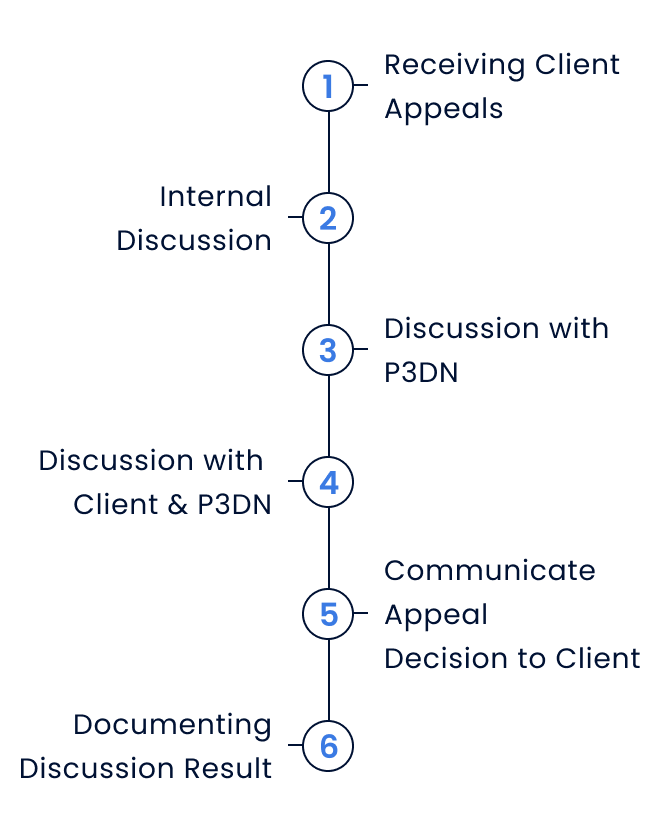 1
Receiving Client
Appeals
2
Internal
Discussion
3
Discussion with
P3DN
4
Discussion with
Client & P3DN
5
Communicate
Appeal
Decision to Client
6
Documenting
Discussion Result